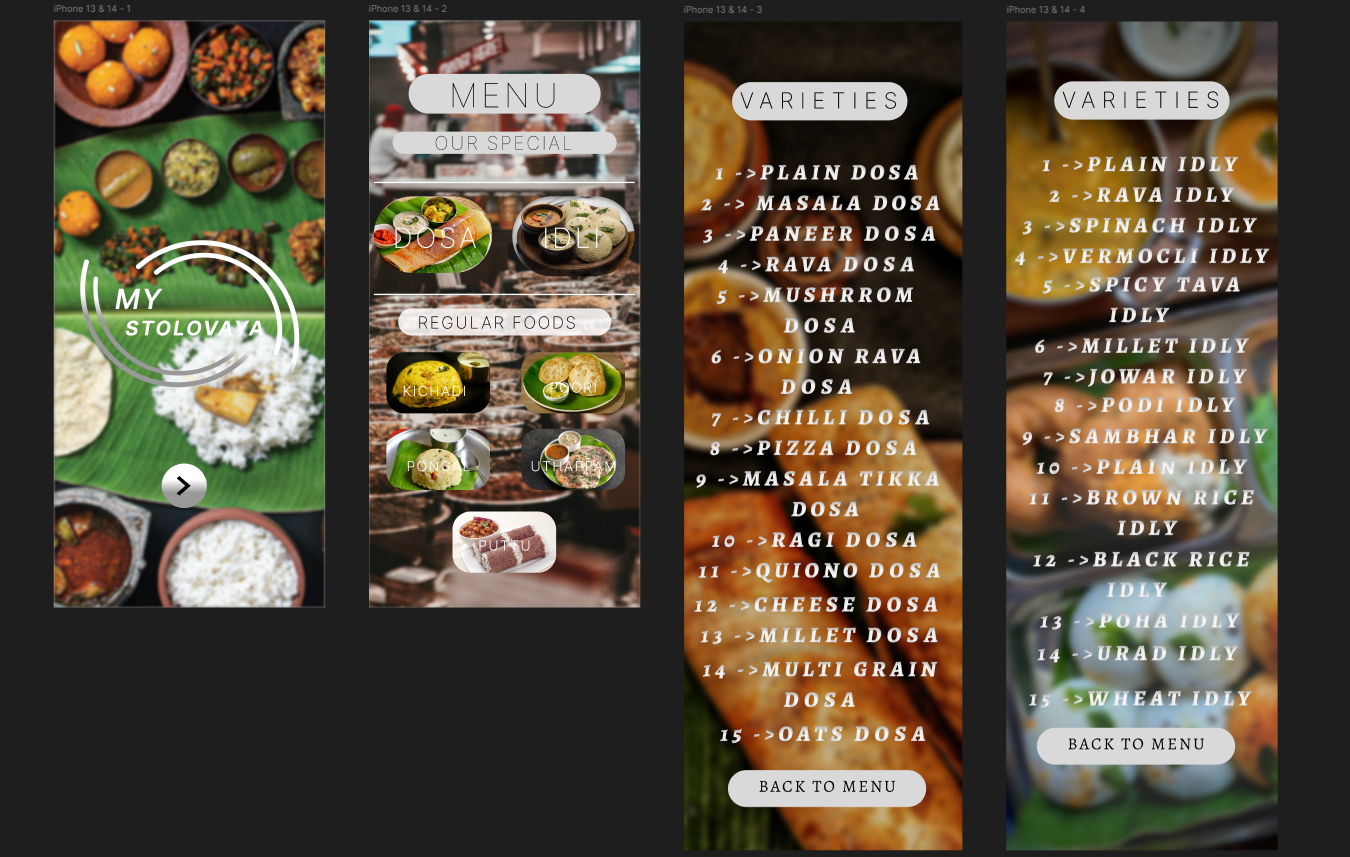 iPhone 13 & 14 - 1
MY
STOLOVAYA
iPhone 13 & 14 - 2
MENU
OUR SPECIAL
DOSA
IDLI
REGULAR FOODS
KICHADI
POORI
PONGAL
UTHAPPAM
PUTTU
iPhone 13 & 14 - 3
VARIETIES
1 ->PLAIN DOSA
2 -> MASALA DOSA
3 ->PANEER DOSA
4 ->RAVA DOSA
5 ->MUSHRROM
DOSA
6 ->ONION RAVA
DOSA
7 ->CHILLI DOSA
8 ->PIZZA DOSA
9 ->MASALA TIKKA
DOSA
10 ->RAGI DOSA
11 ->QUIONO DOSA
12 ->CHEESE DOSA
13 ->MILLET DOSA
14 ->MULTI GRAIN
DOSA
15 ->OATS DOSA
BACK TO MENU
iPhone 13 & 14 - 4
VARIETIES
1 ->PLAIN IDLY
2 ->RAVA IDLY
3 ->SPINACH IDLY
4 ->VERMOCLI IDLY
5 ->SPICY TAVA
IDLY
6 ->MILLET IDLY
7 ->JOWAR IDLY
8 ->PODI IDLY
9 ->SAMBHAR IDLY
10 ->PLAIN IDLY
11 ->BROWN RICE
IDLY
12 ->BLACK RICE
IDLY
13 ->POHA IDLY
14 ->URAD IDLY
15 ->WHEAT IDLY
BACK TO MENU